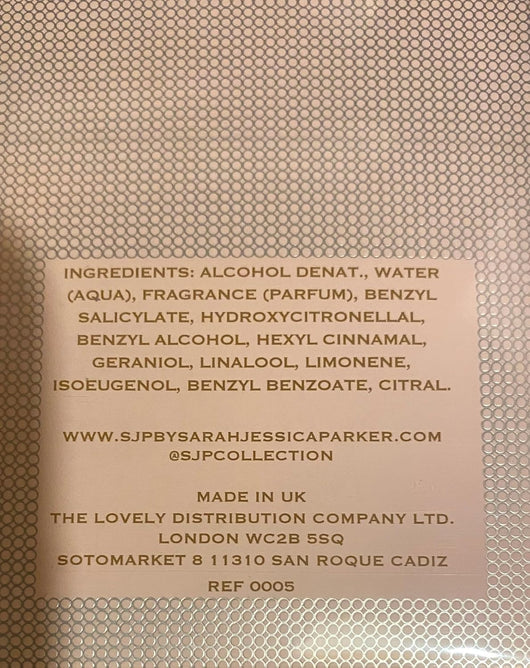 INGREDIENTS: ALCOHOL DENAT., WATER
(AQUA), FRAGRANCE (PARFUM), BENZYL
SALICYLATE, HYDROXYCITRONELLAL,
BENZYL ALCOHOL, HEXYL CINNAMAL,
GERANIOL, LINALOOL, LIMONENE,
ISOEUGENOL, BENZYL BENZOATE, CITRAL.
WWW.SJPBYSARAHJESSICAPARKER.COM
@SJPCOLLECTION
MADE IN UK
THE LOVELY DISTRIBUTION COMPANY LTD.
LONDON WC2B 5SQ
SOTOMARKET 8 11310 SAN ROQUE CADIZ
REF 0005